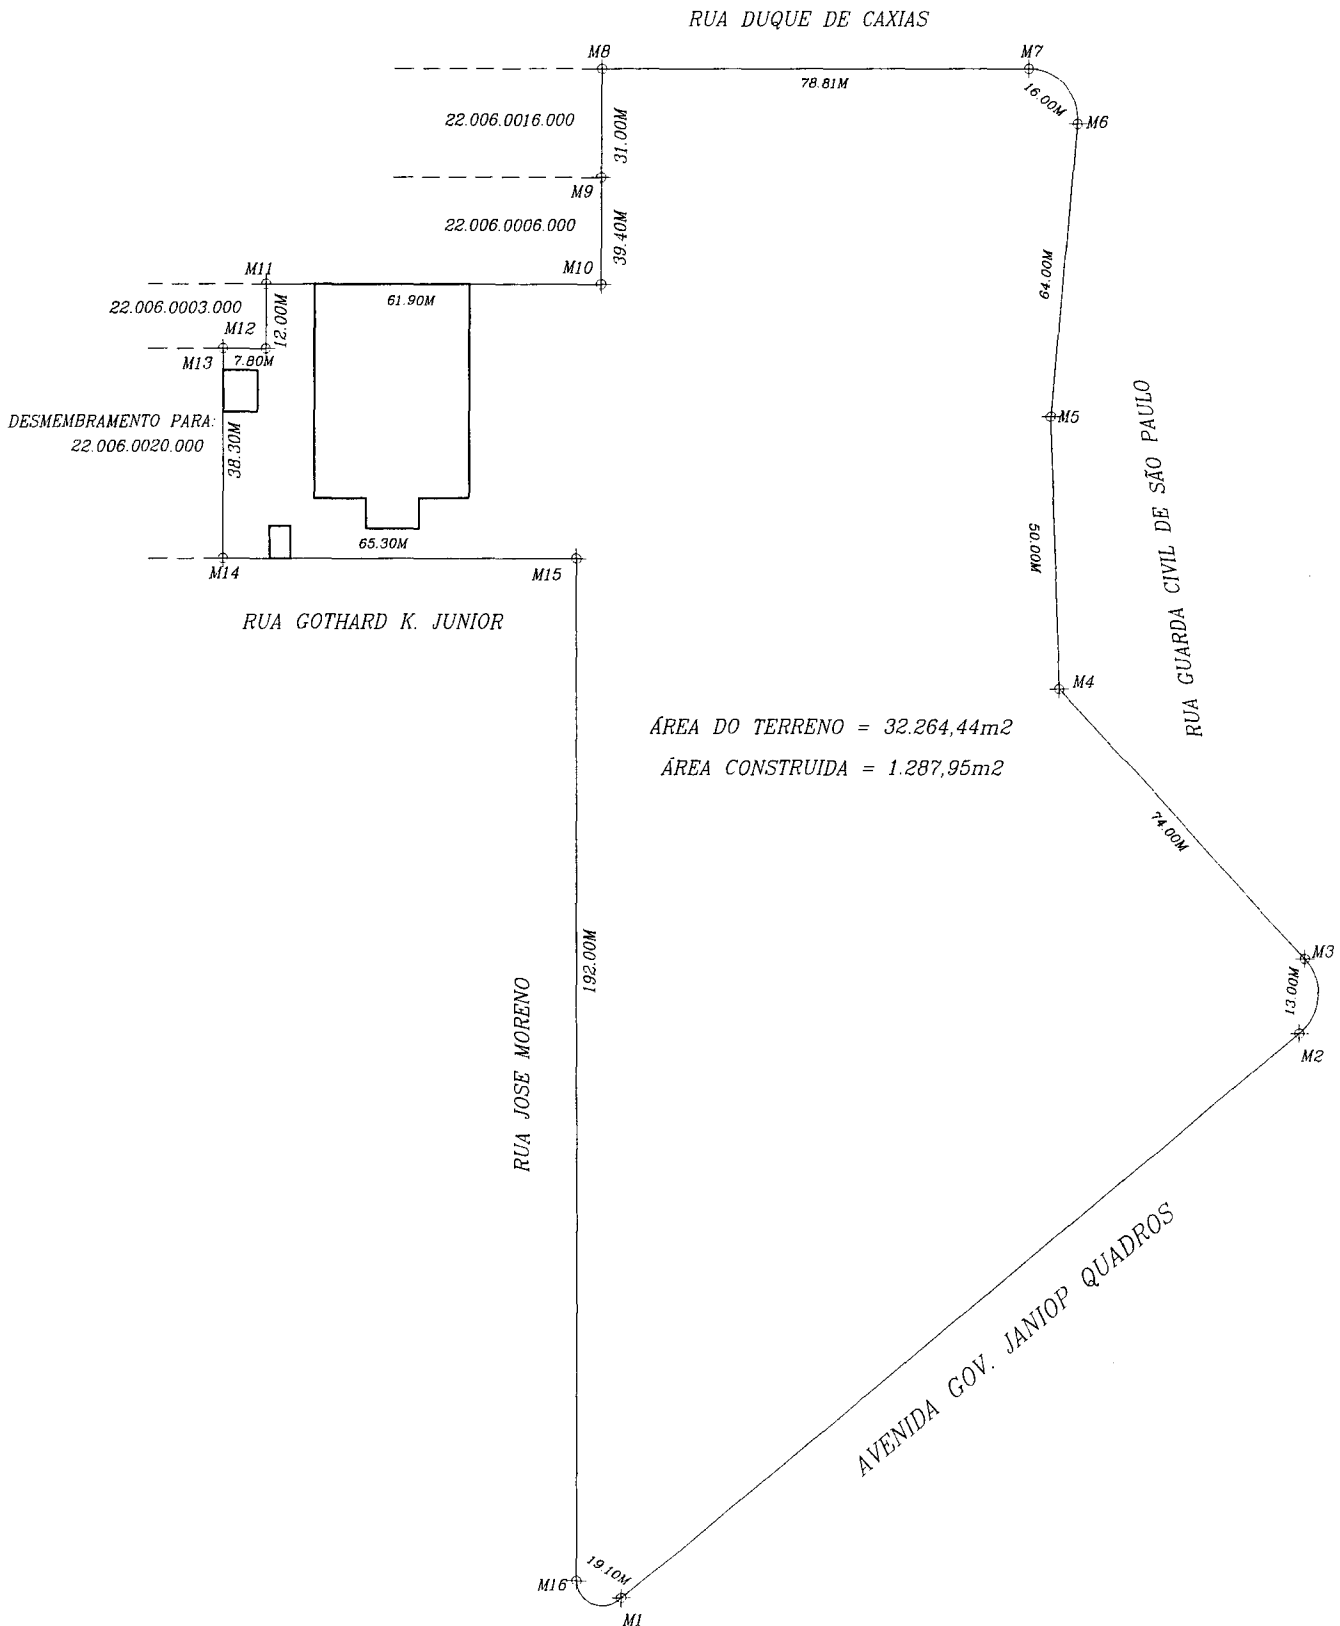 RUA DUQUE DE CAXIAS
M8
M7
78.81M
16.00M
M6
22.006.0016.000
31.00M
M9
22.006.0006.000
39.40M
M10
M11
61.90M
22.006.0003.000
12.00M
M12
M13
7.80M
64.00M
M5
DESMEMBRAMENTO PARA:
22.006.0020.000
38.30M
RUA GUARDA CIVIL DE SÃO PAULO
50.00M
65.30M
M14
M15
RUA GOTHARD K. JUNIOR
M4
ÁREA DO TERRENO = 32.264,44m2
ÁREA CONSTRUIDA = 1.287,95m2
74.00M
M3
13.00M
M2
192.00M
RUA JOSE MORENO
AVENIDA GOV. JANIOP QUADROS
19.10M
M16
M1